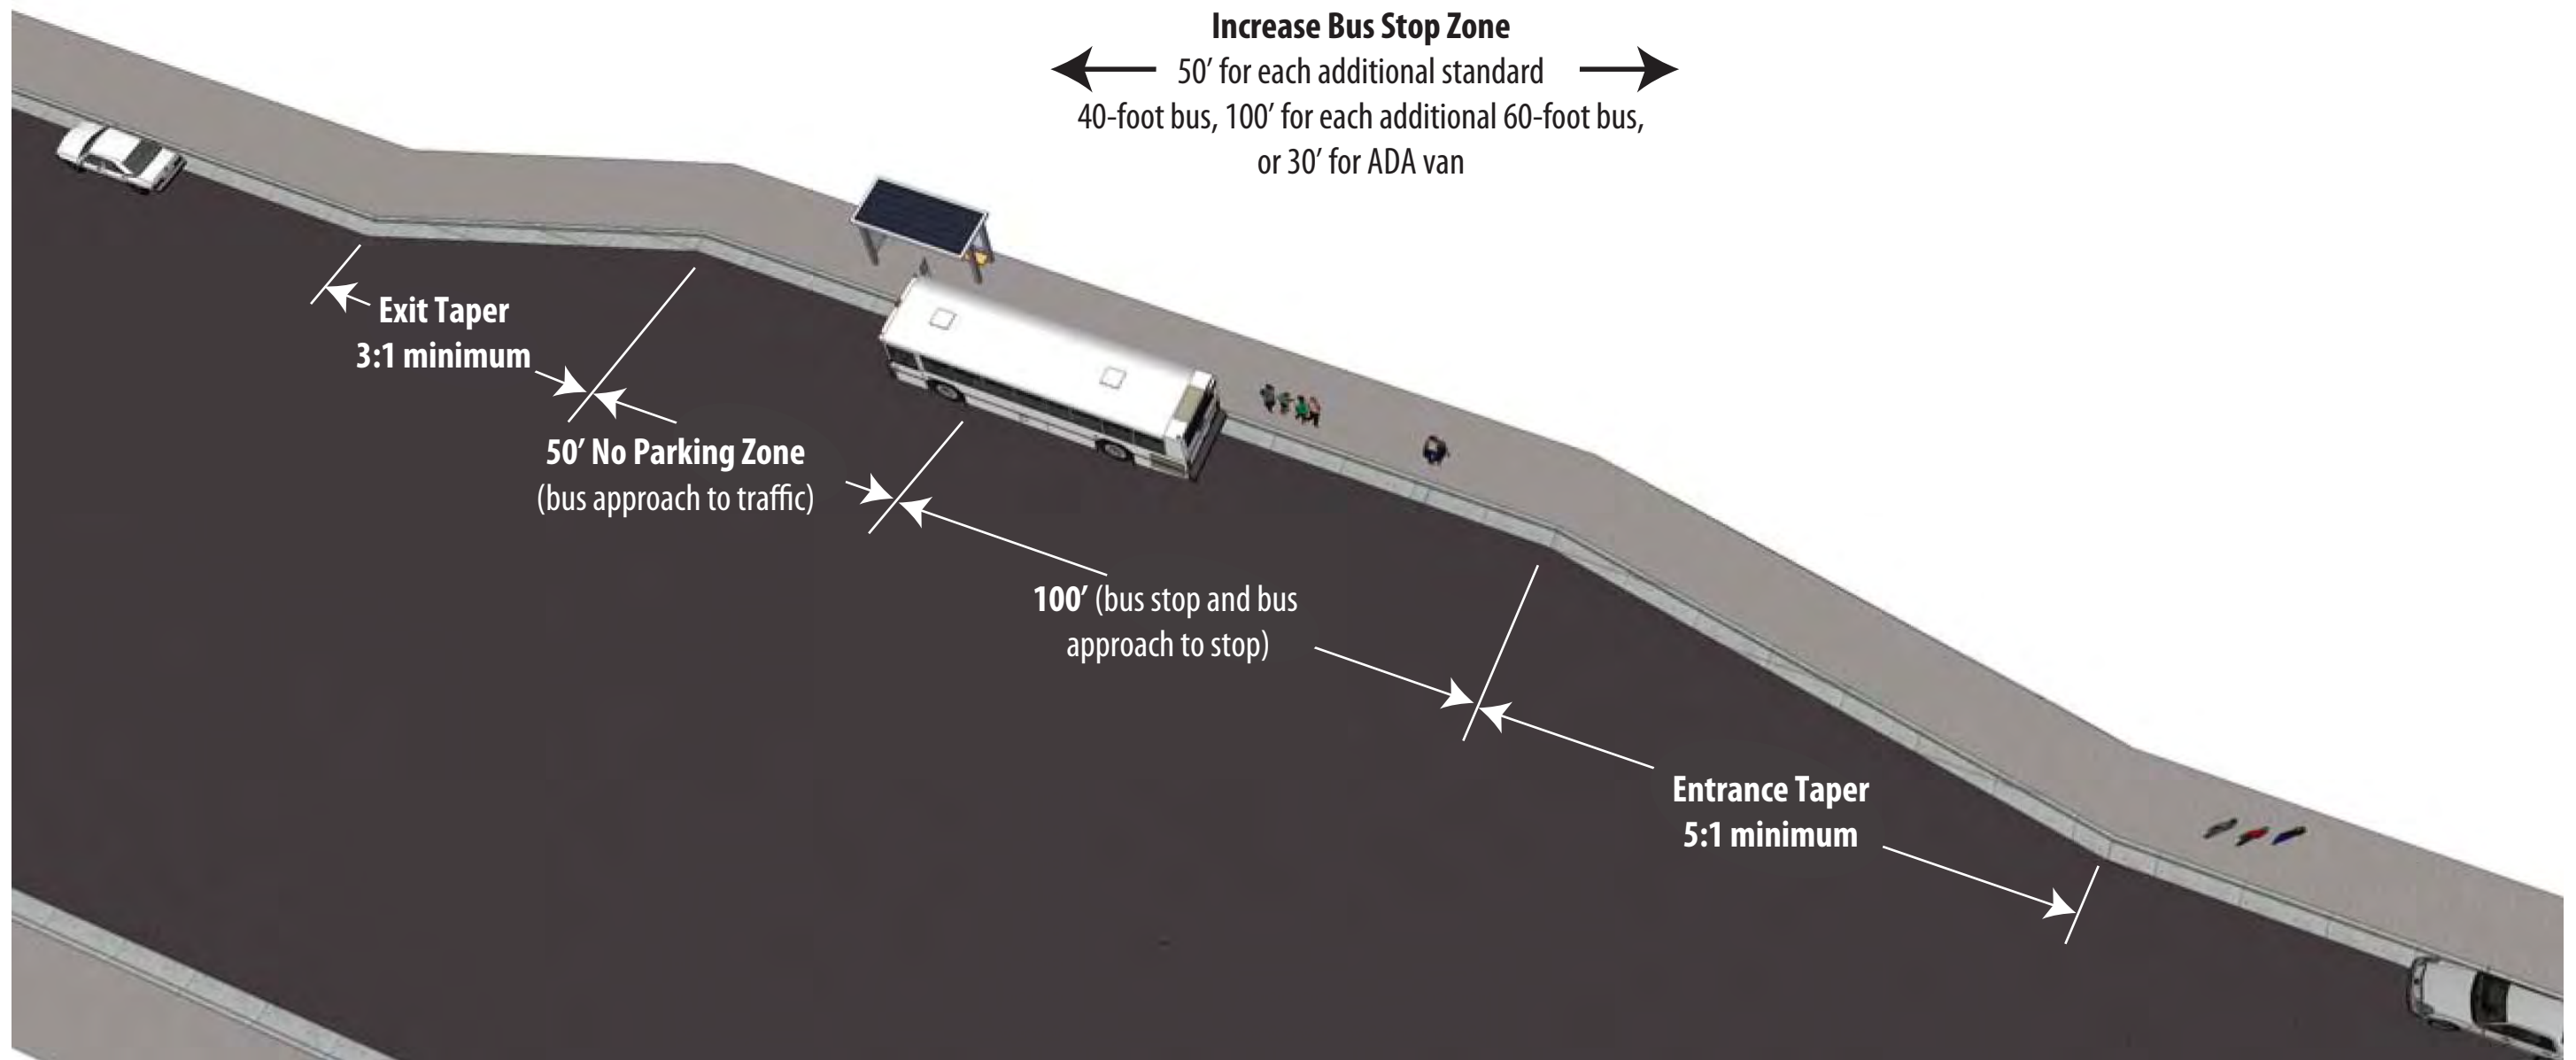 Increase Bus Stop Zone
50’ for each additional standard
40-foot bus, 100’ for each additional 60-foot bus,
or 30’ for ADA van
Exit Taper
3:1 minimum
50’ No Parking Zone
(bus approach to traffic)
100’ (bus stop and bus
approach to stop)
Entrance Taper
5:1 minimum